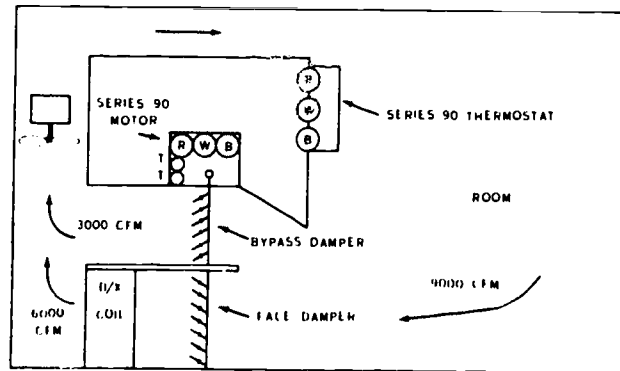 SERIES 90
MOTOR
R W B
T
T
R
W
B
SERIES 90 THERMOSTAT
ROOM
3000 CFM
BYPASS DAMPER
9000 CFM
6000
CFM
COIL
FACE DAMPER